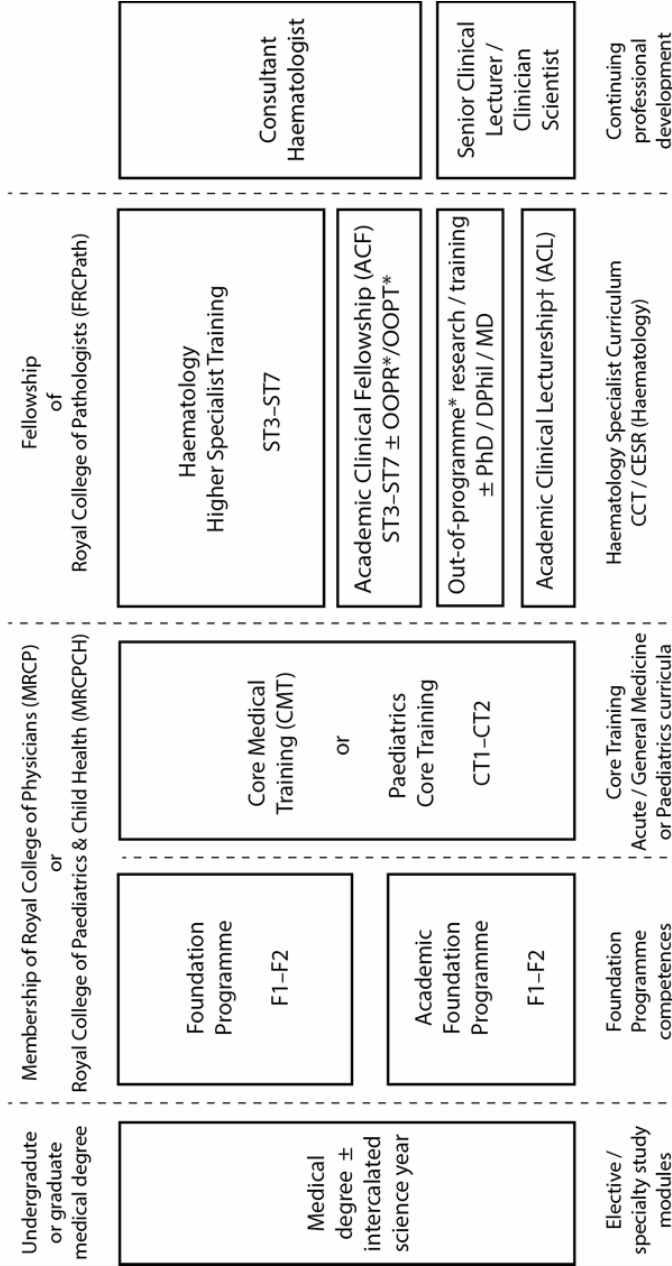 Undergradute
or graduate
medical degree
Membership of Royal College of Physicians (MRCP)
or
Royal College of Paediatrics & Child Health (MRCPCH)
Fellowship
of
Royal College of Pathologists (FRCPath)
Medical
degree ±
intercalated
science year
Foundation
Programme
F1–F2
Academic
Foundation
Programme
F1–F2
Core Medical
Training (CMT)
or
Paediatrics
Core Training
CT1–CT2
Haematology
Higher Specialist Training
ST3–ST7
Academic Clinical Fellowship (ACF)
ST3–ST7 ± OOPR*/OOPT*
Out-of-programme* research / training
± PhD / DPhil / MD
Academic Clinical Lectureship† (ACL)
Consultant
Haematologist
Senior Clinical
Lecturer /
Clinician
Scientist
Elective /
specialty study
modules
Foundation
Programme
competences
Core Training
Acute / General Medicine
or Paediatrics curricula
Haematology Specialist Curriculum
CCT / CESR (Haematology)
Continuing
professional
development